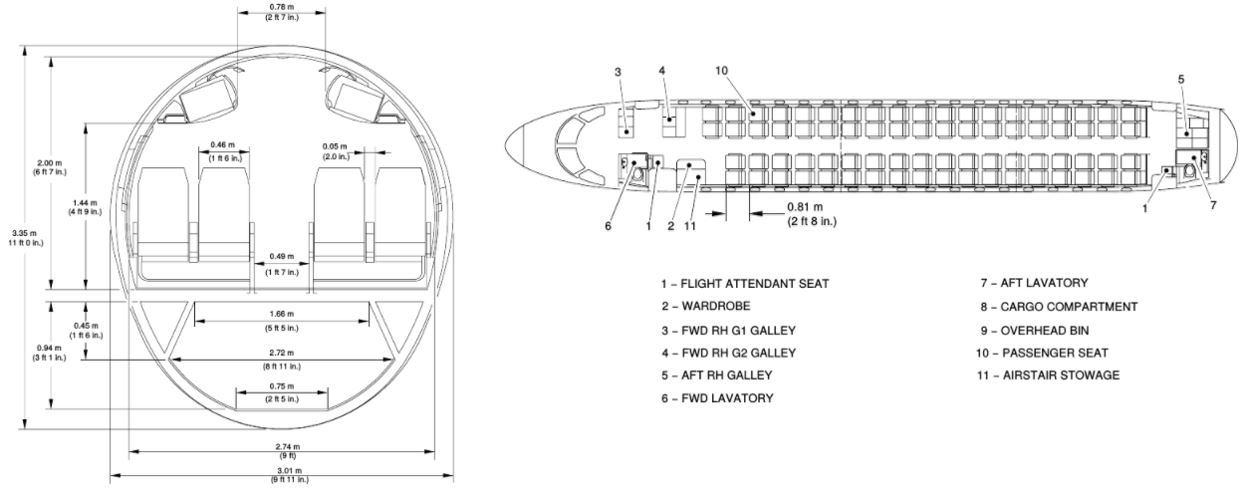 0.78 m
(2 ft 7 in.)
0.46 m
(1 ft 6 in.)
0.05 m
(2.0 in.)
2.00 m
(6 ft 7 in.)
1.44 m
(4 ft 9 in.)
3.35 m
11 ft 0 in.)
0.49 m
(1 ft 7 in.)
1.66 m
(5 ft 5 in.)
0.45 m
(1 ft 6 in.)
0.94 m
(3 ft 1 in.)
2.72 m
(8 ft 11 in.)
0.75 m
(2 ft 5 in.)
2.74 m
(9 ft)
3.01 m
(9 ft 11 in.)
3 4 10 5
6 1 2 11 1 7
0.81 m
(2 ft 8 in.)
1 – FLIGHT ATTENDANT SEAT
2 – WARDROBE
3 – FWD RH G1 GALLEY
4 – FWD RH G2 GALLEY
5 – AFT RH GALLEY
6 – FWD LAVATORY
7 – AFT LAVATORY
8 – CARGO COMPARTMENT
9 – OVERHEAD BIN
10 – PASSENGER SEAT
11 – AIRSTAIR STOWAGE